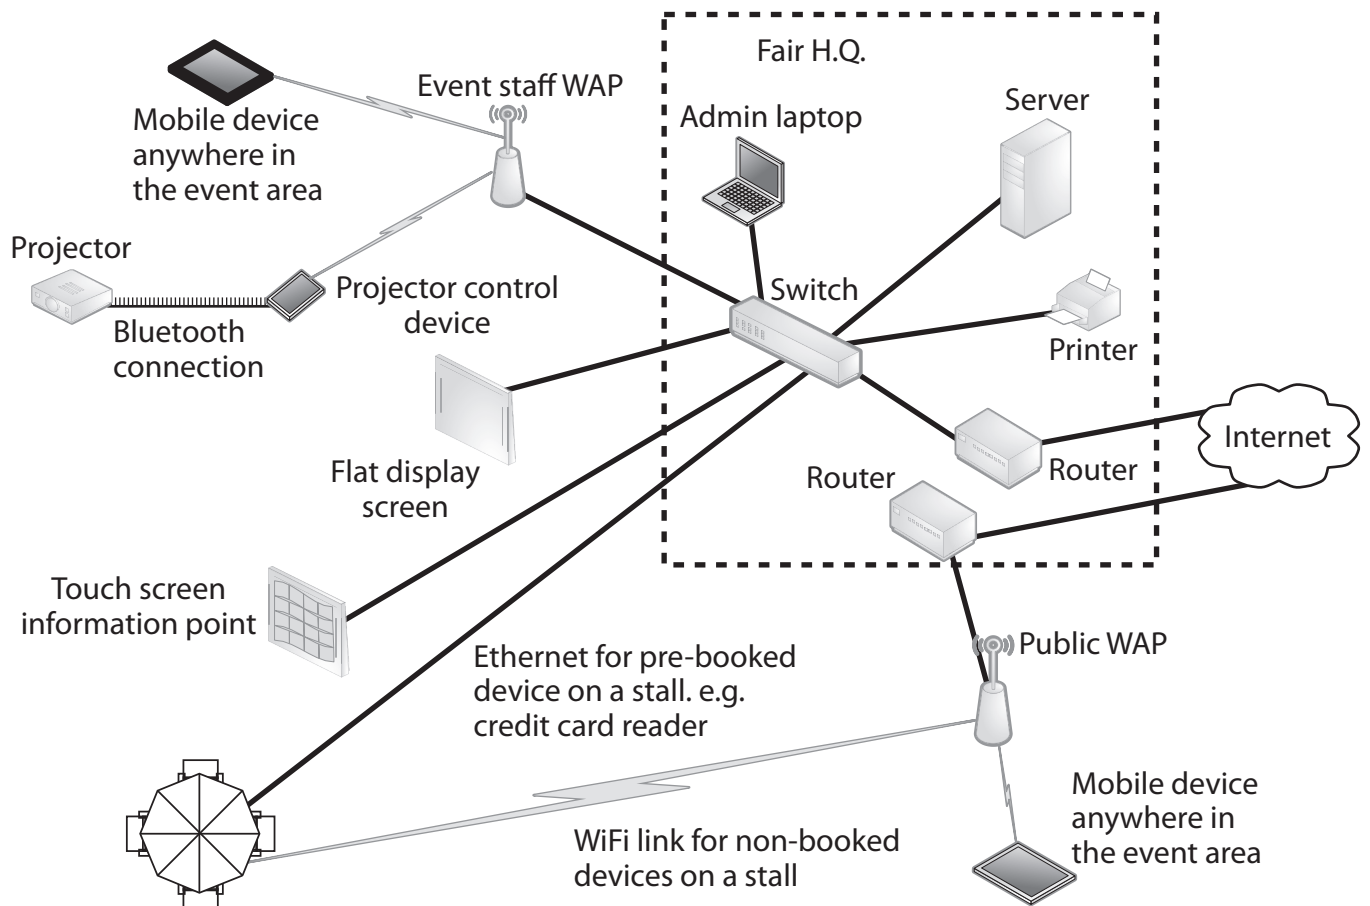 Fair H.Q.
Event staff WAP
Server
Admin laptop
Mobile device
anywhere in
the event area
Projector
Projector control
device
Switch
Bluetooth
connection
Printer
Internet
Flat display
screen
Router
Router
Touch screen
information point
Public WAP
Ethernet for pre-booked
device on a stall. e.g.
credit card reader
Mobile device
anywhere in
the event area
WiFi link for non-booked
devices on a stall